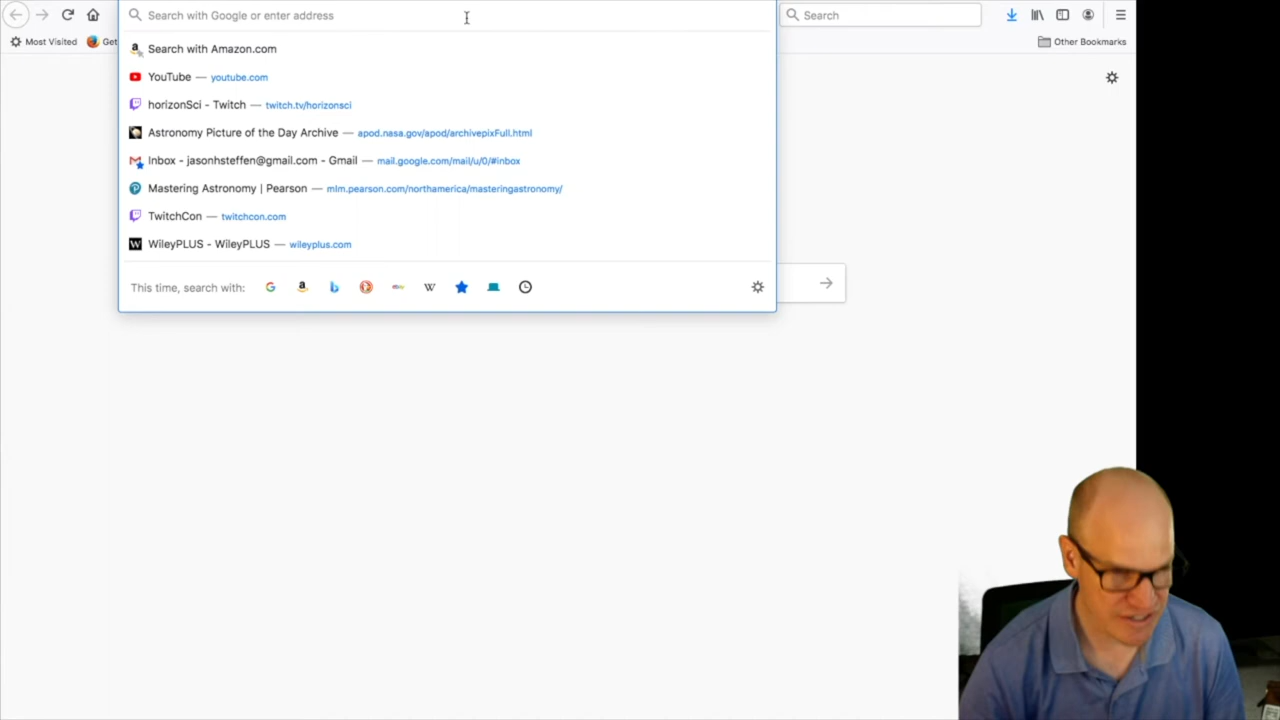 Search with Google or enter address
Search
Most Visited
Get
Other Bookmarks
Search with Amazon.com
YouTube — youtube.com
horizonSci - Twitch — twitch.tv/horizonsci
Astronomy Picture of the Day Archive — apod.nasa.gov/apod/archivepixFull.html
Inbox - jasonhsteffen@gmail.com - Gmail — mail.google.com/mail/u/0/#inbox
Mastering Astronomy | Pearson — mlm.pearson.com/northamerica/masteringastronomy/
TwitchCon — twitchcon.com
WileyPLUS - WileyPLUS — wileyplus.com
This time, search with: